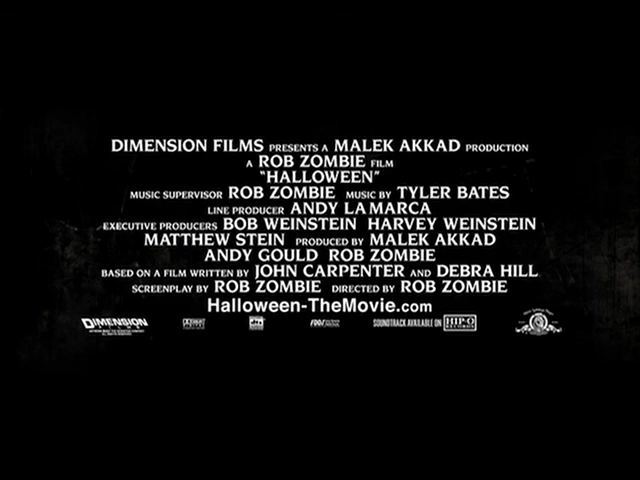 DIMENSION FILMS PRESENTS A MALEK AKKAD PRODUCTION
A ROB ZOMBIE FILM
"HALLOWEEN"
MUSIC SUPERVISOR ROB ZOMBIE MUSIC BY TYLER BATES
LINE PRODUCER ANDY LA MARCA
EXECUTIVE PRODUCERS BOB WEINSTEIN HARVEY WEINSTEIN
MATTHEW STEIN PRODUCED BY MALEK AKKAD
ANDY GOULD ROB ZOMBIE
BASED ON A FILM WRITTEN BY JOHN CARPENTER AND DEBRA HILL
SCREENPLAY BY ROB ZOMBIE DIRECTED BY ROB ZOMBIE
Halloween-TheMovie.com
DIMENSION SOUNDTRACK AVAILABLE ON HIP-O